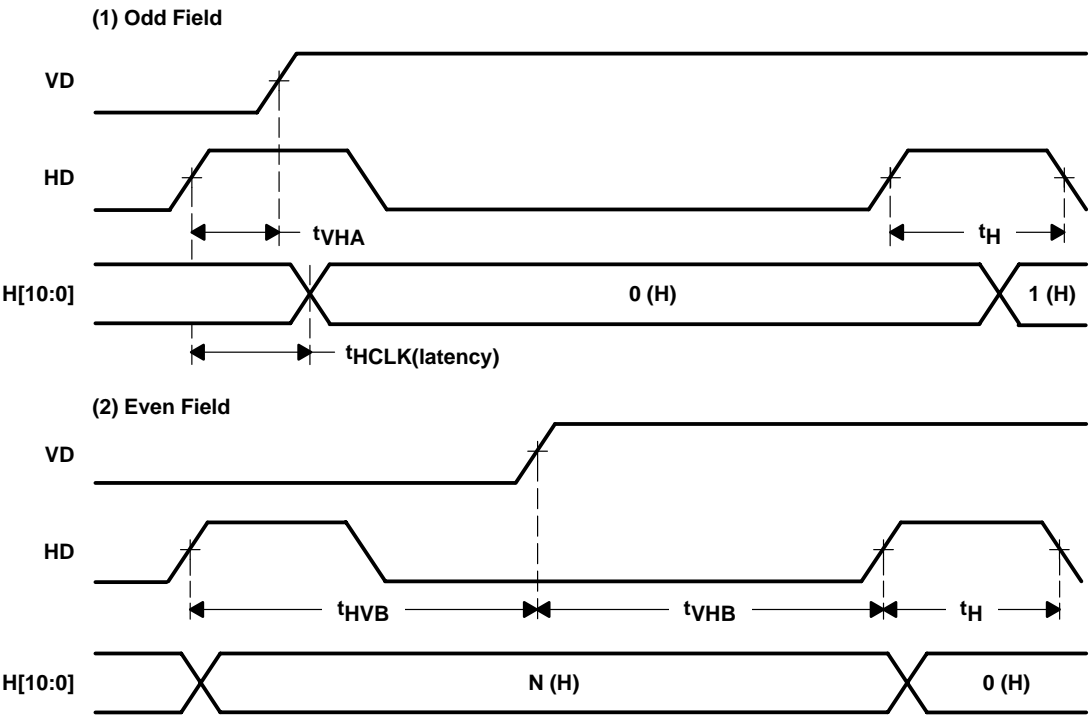 (1) Odd Field
VD
HD
tVHA
tH
H[10:0]
0 (H)
1 (H)
tHCLK(latency)
(2) Even Field
VD
HD
tHVB
tVHB
tH
H[10:0]
N (H)
0 (H)